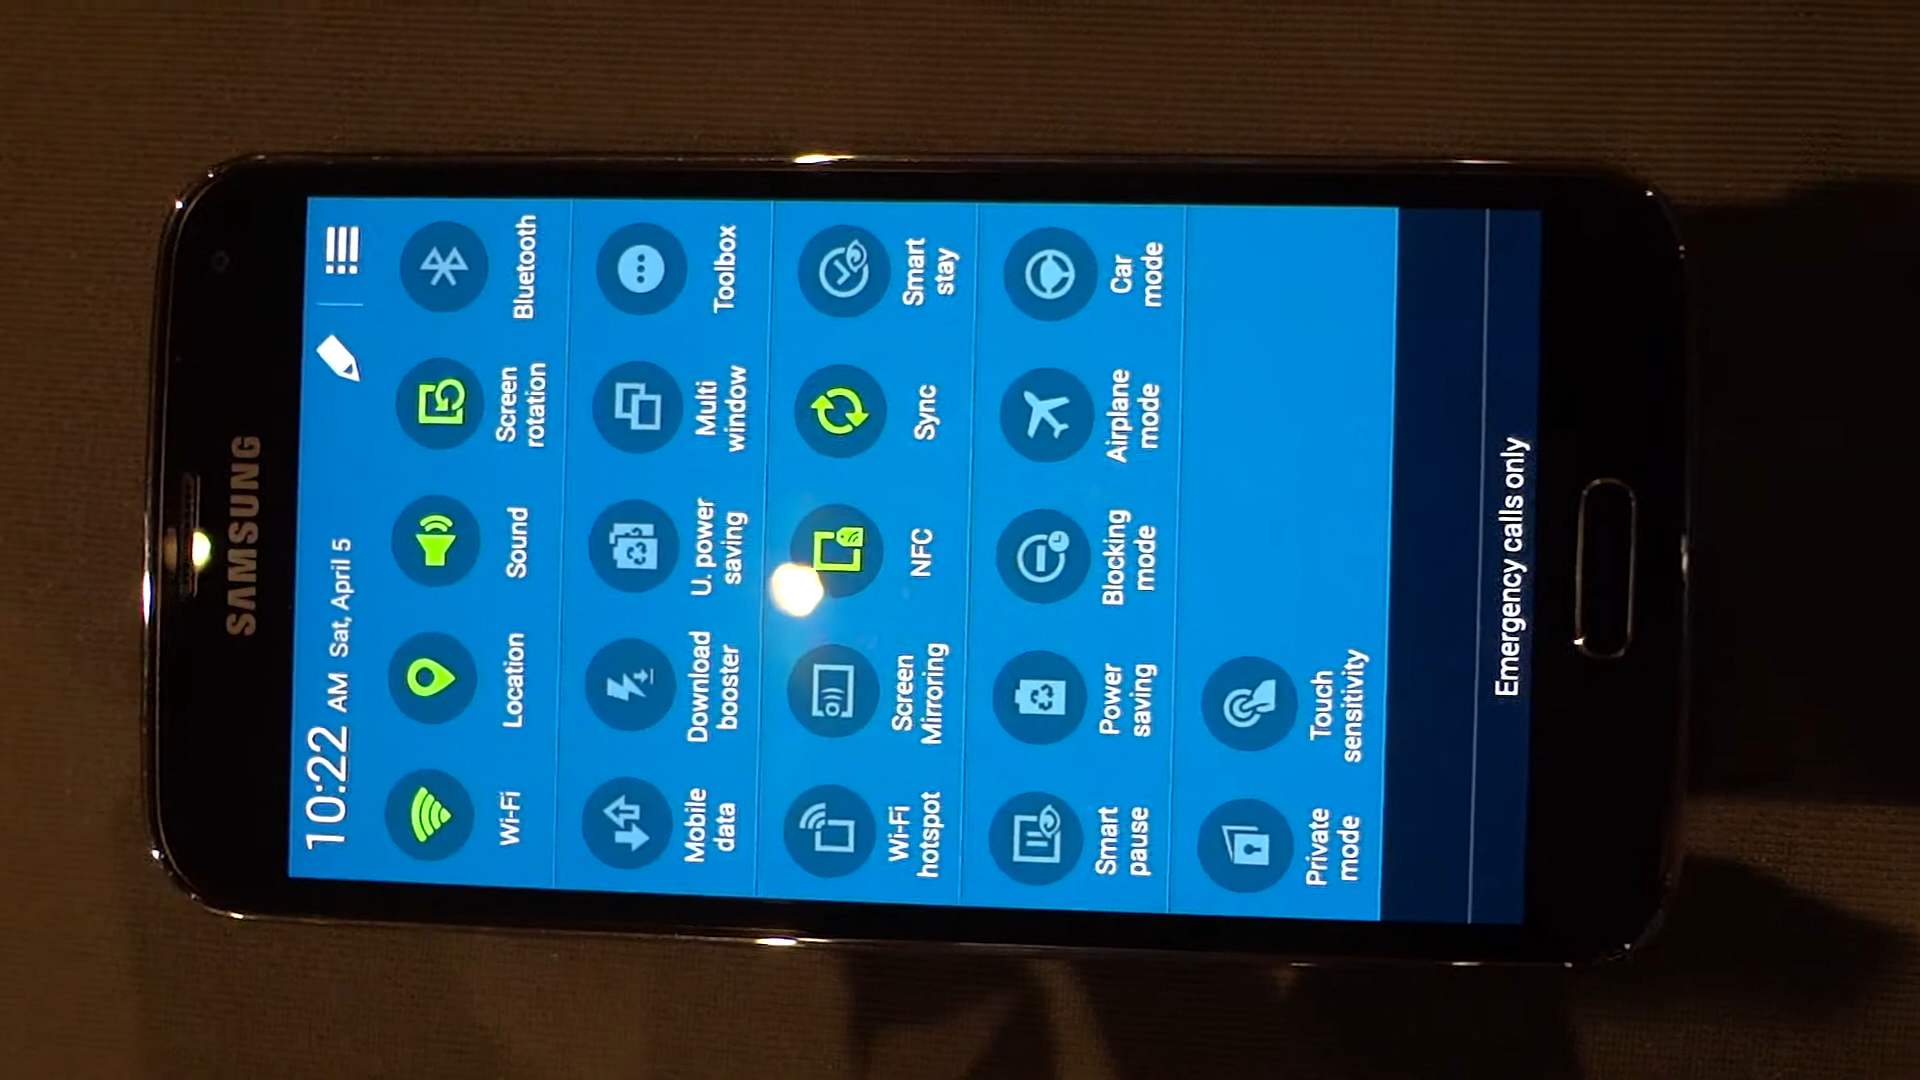 SAMSUNG
10:22 AM Sat, April 5
Wi-Fi
Location
Sound
Screen
rotation
Bluetooth
Mobile
data
Download
booster
U. power
saving
Multi
window
Toolbox
Wi-Fi
hotspot
Screen
Mirroring
NFC
Sync
Smart
stay
Smart
pause
Power
saving
Blocking
mode
Airplane
mode
Car
mode
Private
mode
Touch
sensitivity
Emergency calls only